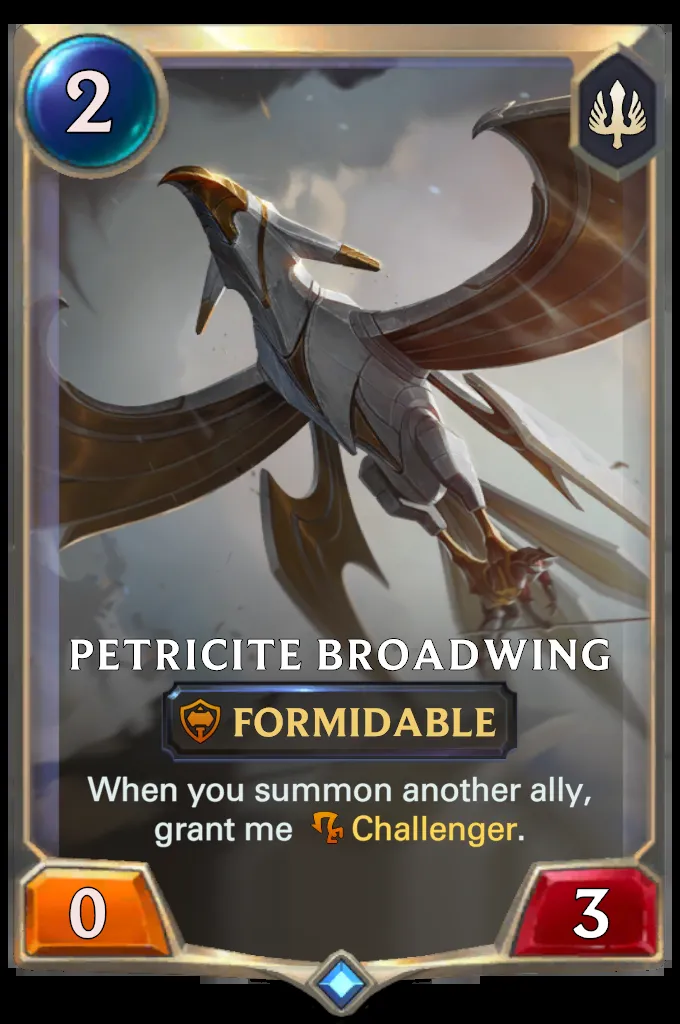 2
PETRICITE BROADWING
FORMIDABLE
When you summon another ally,
grant me Challenger.
0
3